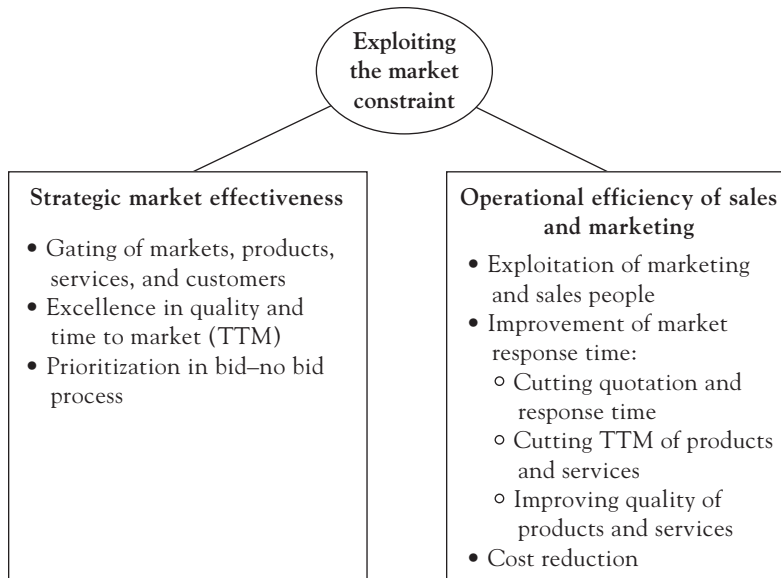 Exploiting
the market
constraint
Strategic market effectiveness
• Gating of markets, products,
services, and customers
• Excellence in quality and
time to market (TTM)
• Prioritization in bid–no bid
process
Operational efficiency of sales
and marketing
• Exploitation of marketing
and sales people
• Improvement of market
response time:
○ Cutting quotation and
response time
○ Cutting TTM of products
and services
○ Improving quality of
products and services
• Cost reduction